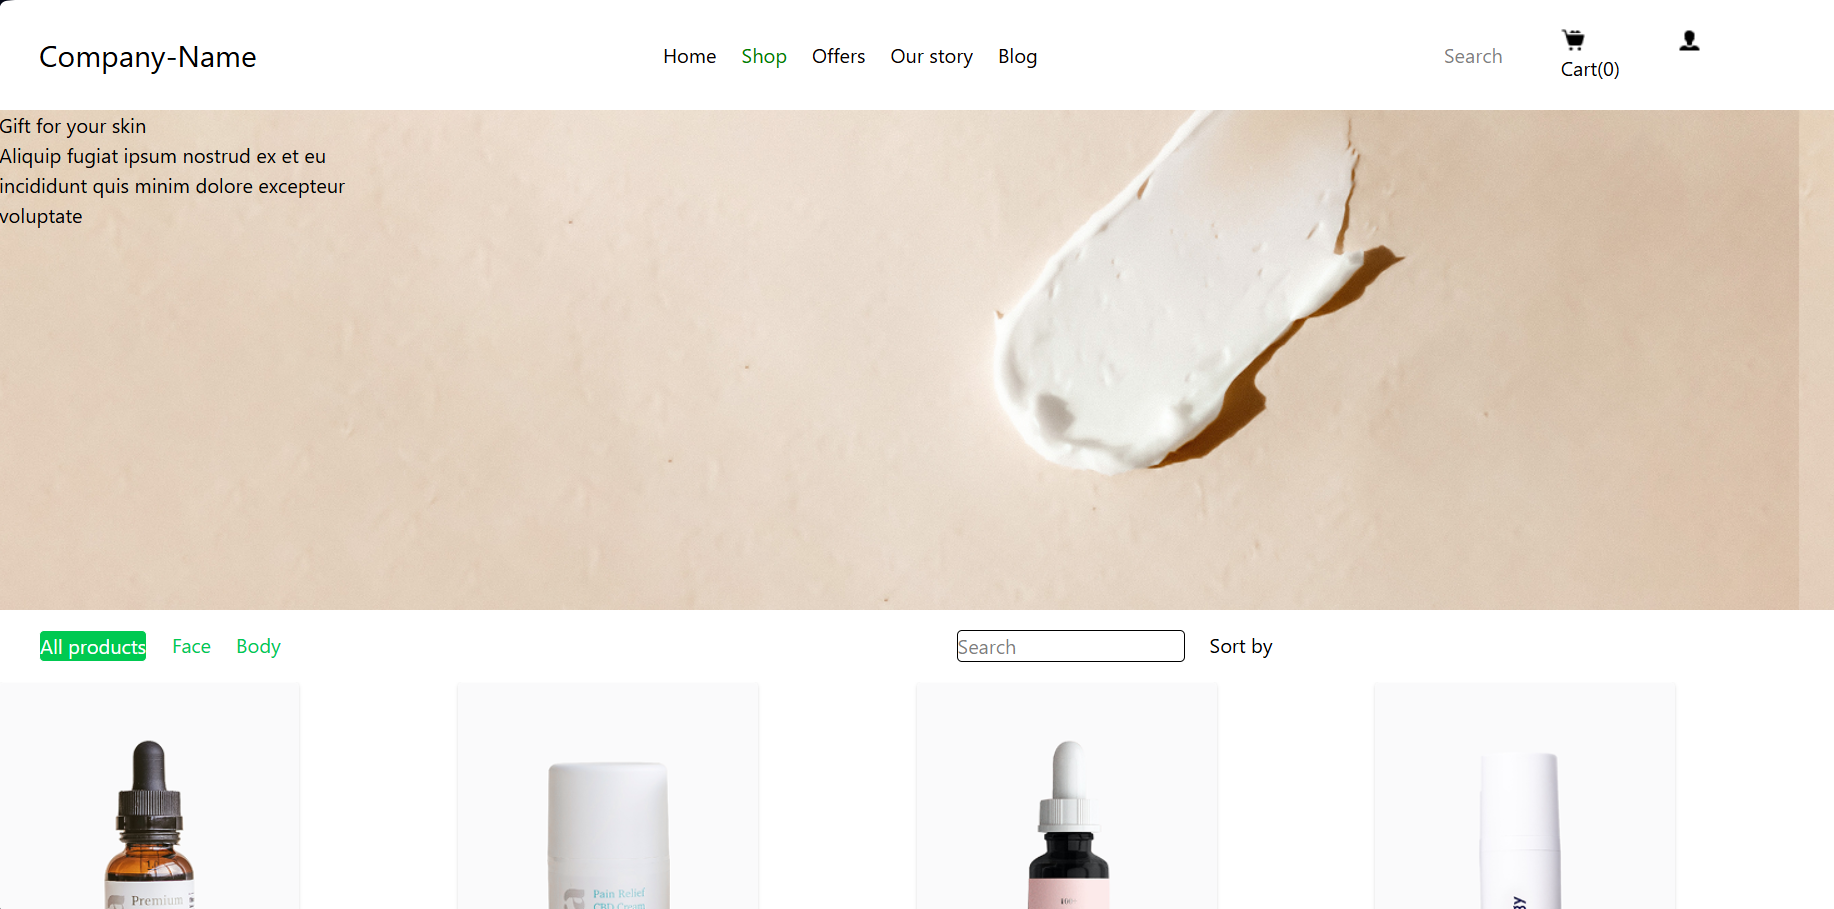 Company-Name
Home Shop Offers Our story Blog
Search
Cart(0)
Gift for your skin
Aliquip fugiat ipsum nostrud ex et eu
incididunt quis minim dolore excepteur
voluptate
All products Face Body
Search
Sort by
Premium
Pain Relief
CBD Cream
100%
BY